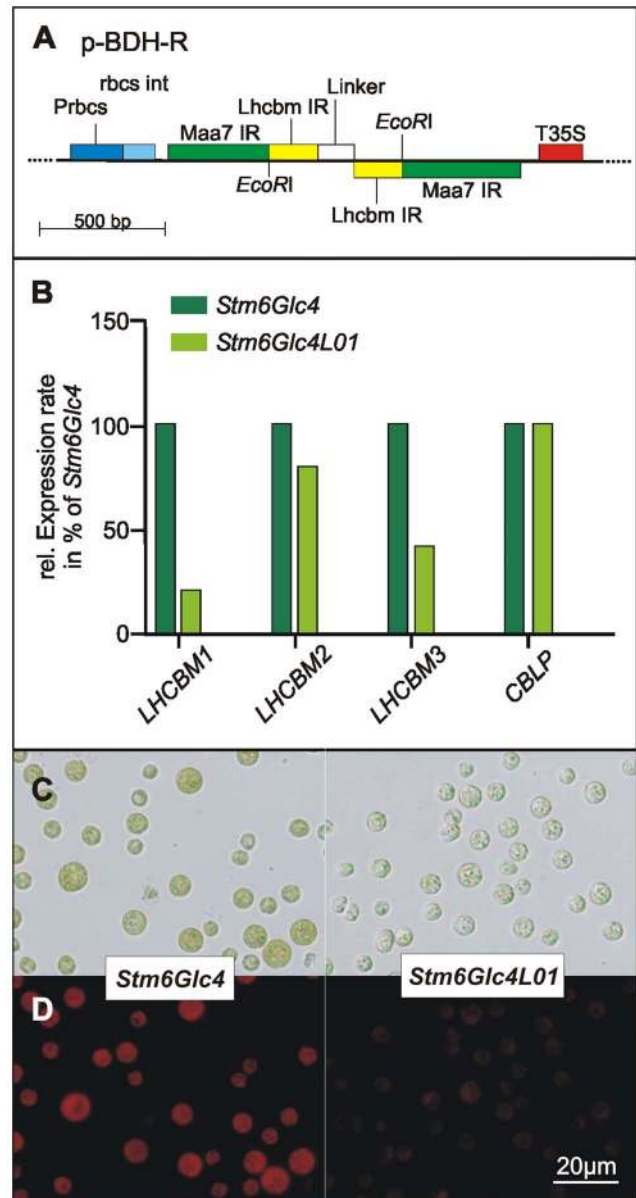 A p-BDH-R
rbcs int
Prbcs
Lhcbm IR
Linker
Maa7 IR
EcoRI
T35S
EcoRI
Lhcbm IR
Maa7 IR
500 bp
B
Stm6Glc4
Stm6Glc4L01
150
100
50
0
rel. Expression rate
in % of Stm6Glc4
LHCBM1
LHCBM2
LHCBM3
CBLP
C
Stm6Glc4
Stm6Glc4L01
D
20µm